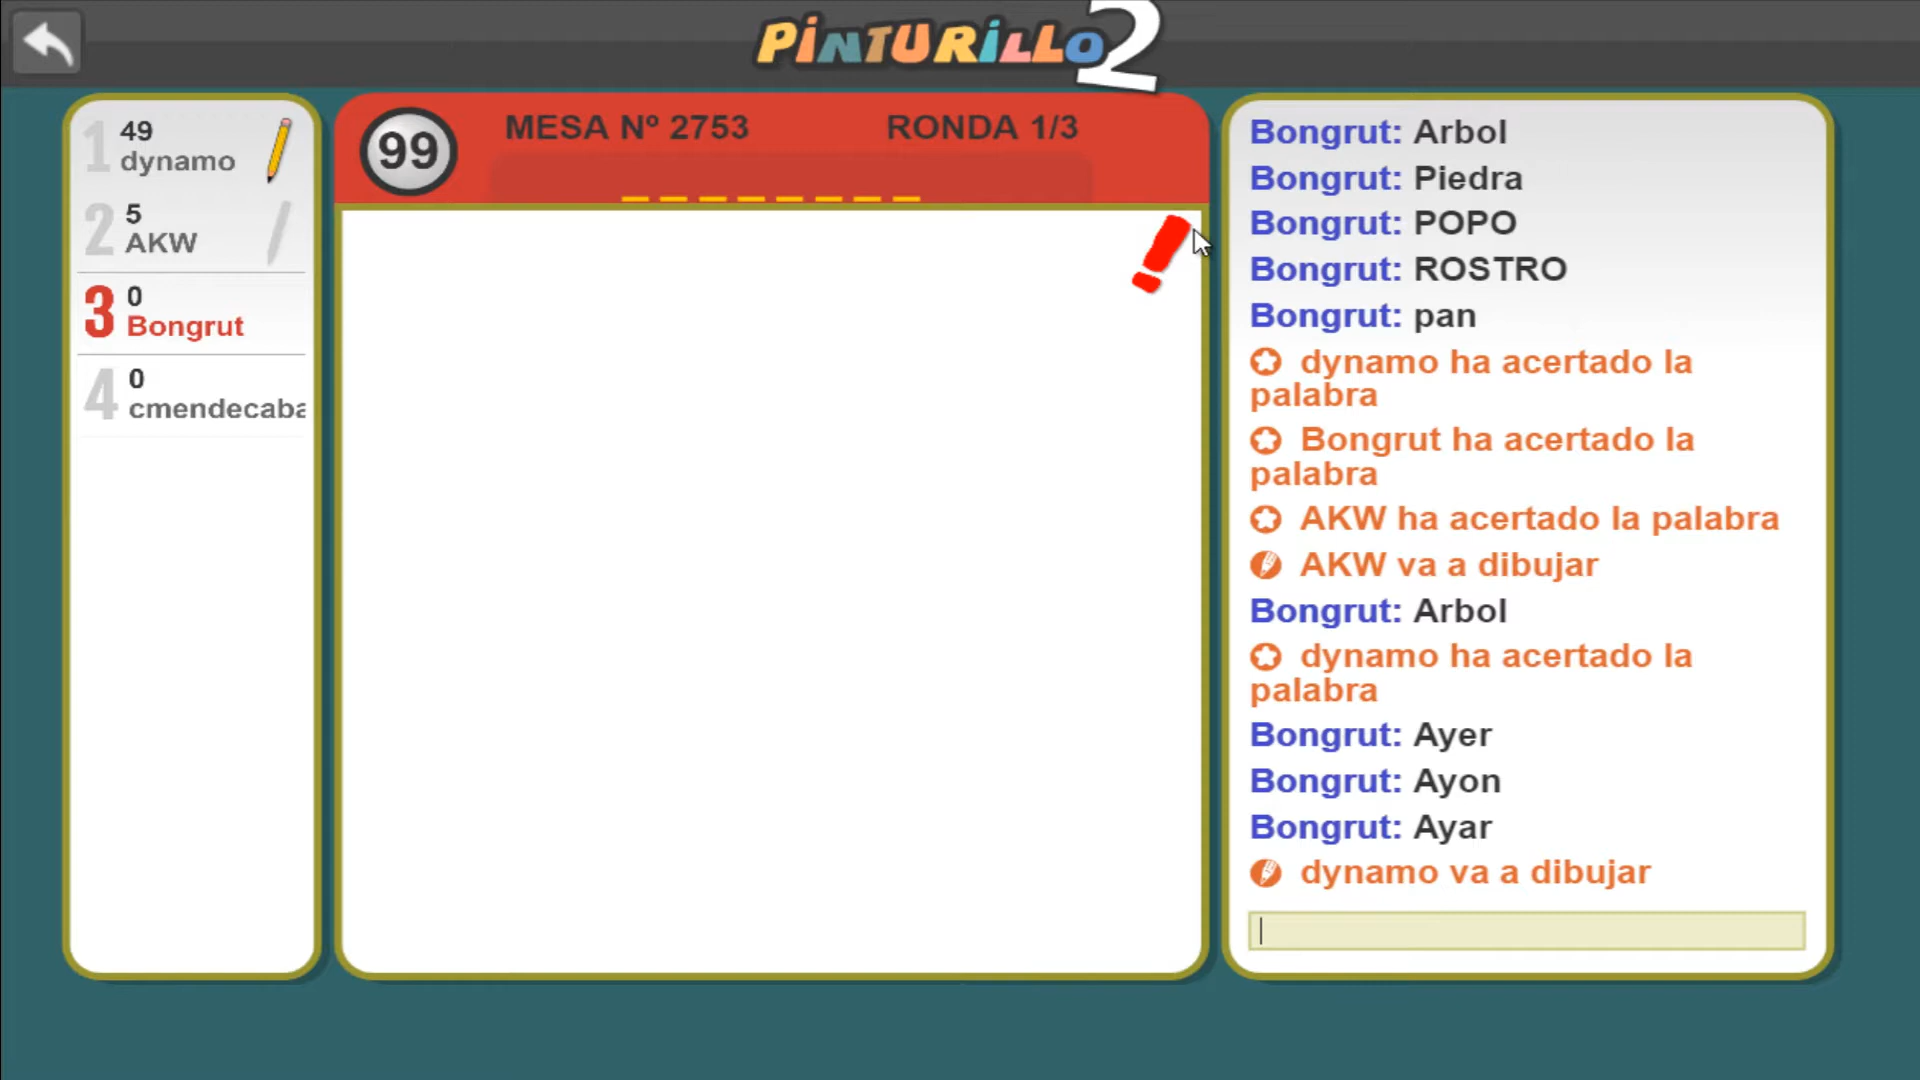 PINTURILLO 2
1 49
dynamo
2 5
AKW
3 0
Bongrut
4 0
cmendecaba
99
MESA Nº 2753
RONDA 1/3
_ _ _ _ _ _ _ _
Bongrut: Arbol
Bongrut: Piedra
Bongrut: POPO
Bongrut: ROSTRO
Bongrut: pan
dynamo ha acertado la
palabra
Bongrut ha acertado la
palabra
AKW ha acertado la palabra
AKW va a dibujar
Bongrut: Arbol
dynamo ha acertado la
palabra
Bongrut: Ayer
Bongrut: Ayon
Bongrut: Ayar
dynamo va a dibujar